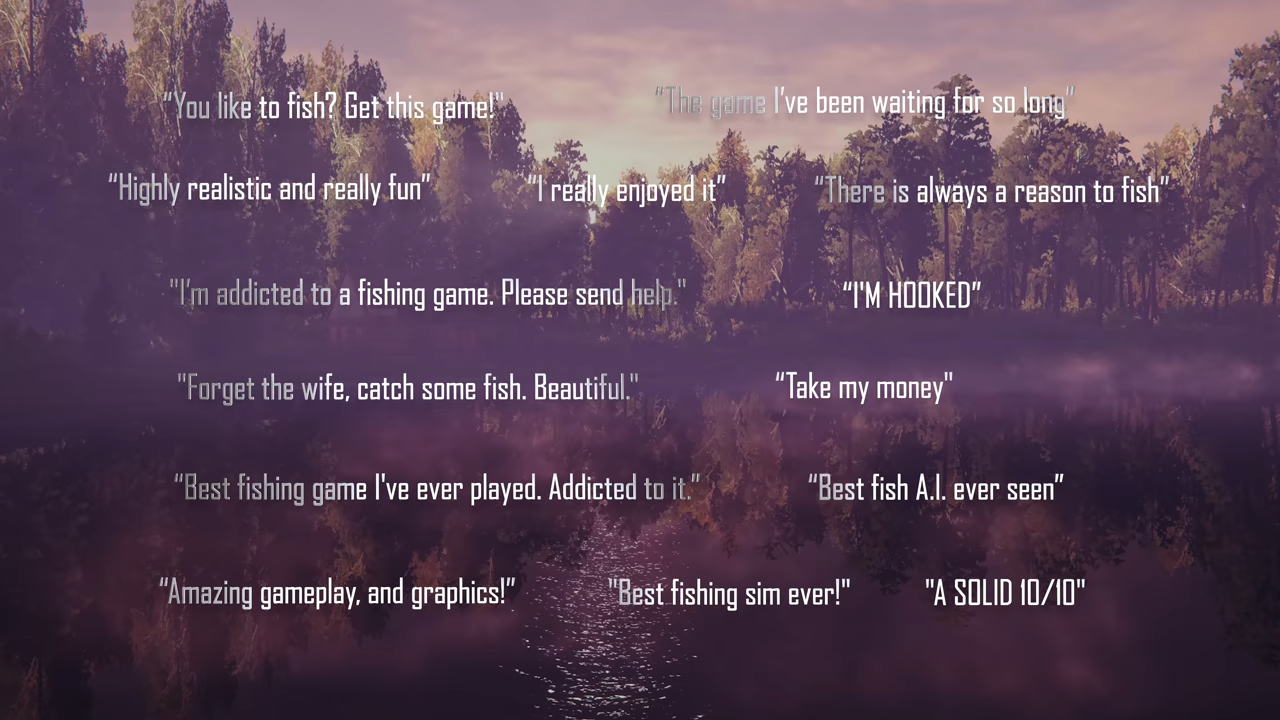 “You like to fish? Get this game!"
“The game I’ve been waiting for so long”
“Highly realistic and really fun”
“I really enjoyed it”
“There is always a reason to fish”
"I’m addicted to a fishing game. Please send help."
“I'M HOOKED”
"Forget the wife, catch some fish. Beautiful."
“Take my money"
“Best fishing game I've ever played. Addicted to it.”
“Best fish A.I. ever seen”
“Amazing gameplay, and graphics!”
"Best fishing sim ever!"
"A SOLID 10/10"